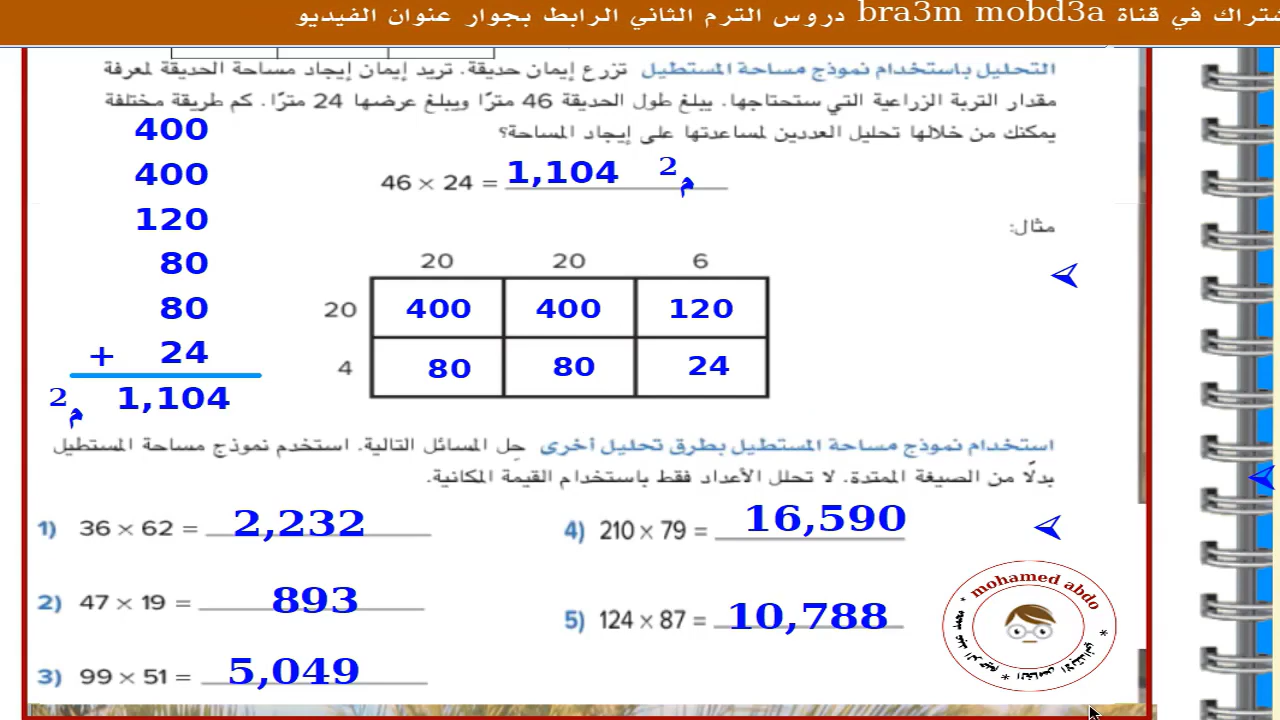 شتراك في قناة bra3m mobd3a دروس الترم الثاني الرابط بجوار عنوان الفيديو
التحليل باستخدام نموذج مساحة المستطيل تزرع إيمان حديقة. تريد إيمان إيجاد مساحة الحديقة لمعرفة
مقدار التربة الزراعية التي ستحتاجها. يبلغ طول الحديقة 46 مترًا ويبلغ عرضها 24 مترًا. كم طريقة مختلفة
يمكنك من خلالها تحليل العددين لمساعدتها على إيجاد المساحة؟
46 × 24 = 1,104 م2
400
400
120
80
80
+ 24
1,104 م2
مثال:
20 20 6
20 400 400 120
4 80 80 24
استخدام نموذج مساحة المستطيل بطرق تحليل أخرى حِل المسائل التالية. استخدم نموذج مساحة المستطيل
بدلًا من الصيغة الممتدة. لا تحلل الأعداد فقط باستخدام القيمة المكانية.
1) 36 × 62 = 2,232
2) 47 × 19 = 893
3) 99 × 51 = 5,049
4) 210 × 79 = 16,590
5) 124 × 87 = 10,788
mohamed abdo
* محمد عبد الرحيم * الخامس الابتدائي *